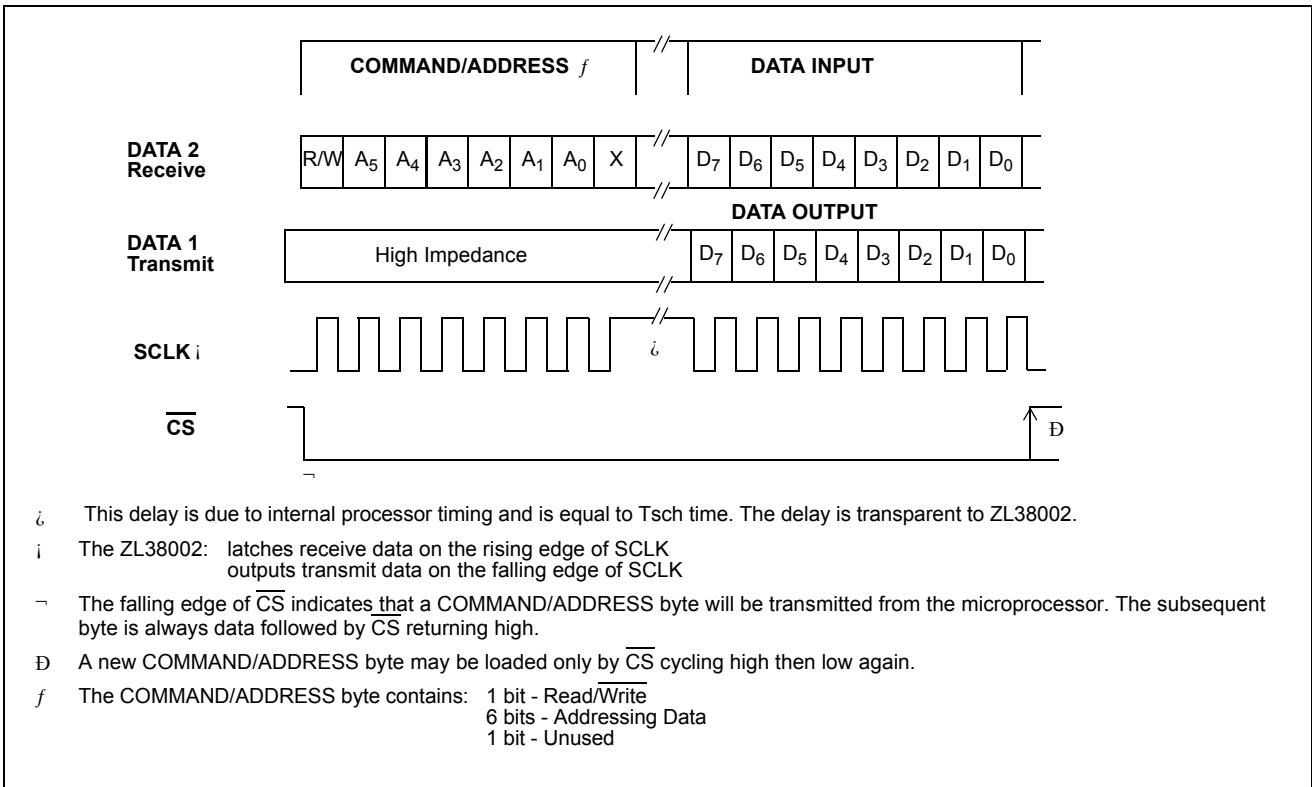 COMMAND/ADDRESS ƒ
DATA INPUT
DATA 2
Receive
R/W A5 A4 A3 A2 A1 A0 X
D7 D6 D5 D4 D3 D2 D1 D0
DATA OUTPUT
DATA 1
Transmit
High Impedance
D7 D6 D5 D4 D3 D2 D1 D0
SCLK ¡
¿
CS
Ð
¬
¿ This delay is due to internal processor timing and is equal to Tsch time. The delay is transparent to ZL38002.
¡ The ZL38002: latches receive data on the rising edge of SCLK
outputs transmit data on the falling edge of SCLK
¬ The falling edge of CS indicates that a COMMAND/ADDRESS byte will be transmitted from the microprocessor. The subsequent
byte is always data followed by CS returning high.
Ð A new COMMAND/ADDRESS byte may be loaded only by CS cycling high then low again.
ƒ The COMMAND/ADDRESS byte contains: 1 bit - Read/Write
6 bits - Addressing Data
1 bit - Unused